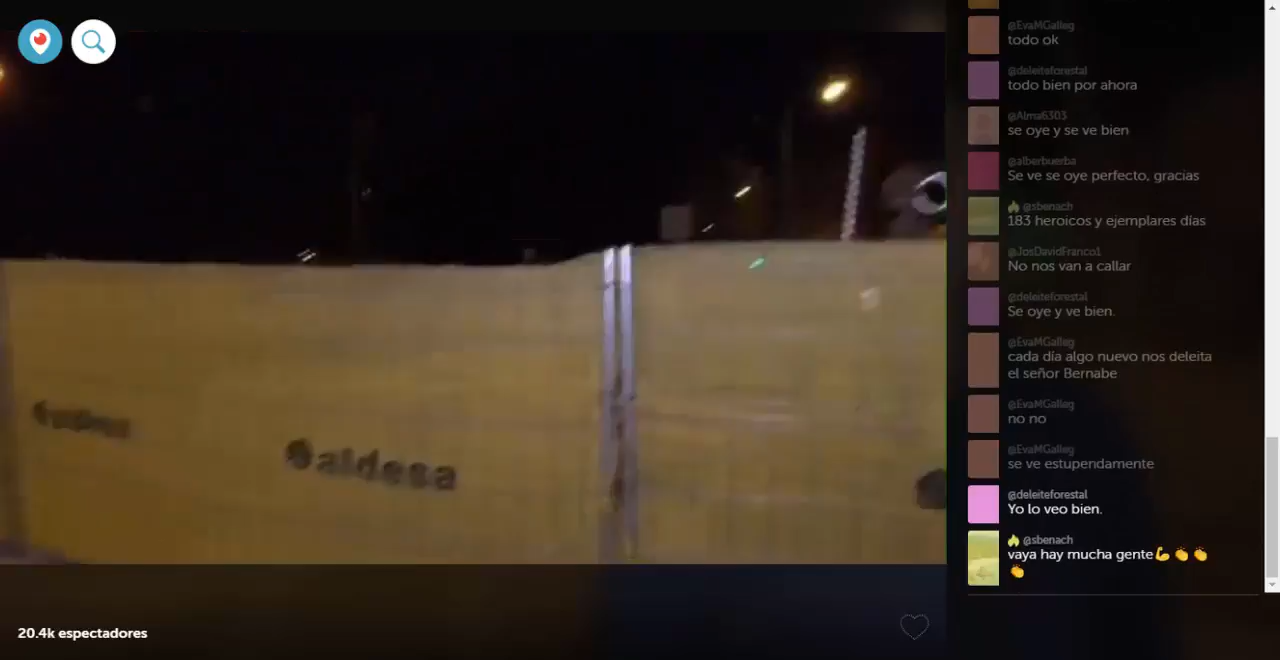 @EvaMGalleg
todo ok
@deleiteforestal
todo bien por ahora
@Alma6303
se oye y se ve bien
@alberbuerba
Se ve se oye perfecto, gracias
@sbenach
183 heroicos y ejemplares días
@JosDavidFranco1
No nos van a callar
@deleiteforestal
Se oye y ve bien.
@EvaMGalleg
cada día algo nuevo nos deleita
el señor Bernabe
@EvaMGalleg
no no
@EvaMGalleg
se ve estupendamente
@deleiteforestal
Yo lo veo bien.
@sbenach
vaya hay mucha gente💪👏👏
👏
aldesa
20.4k espectadores